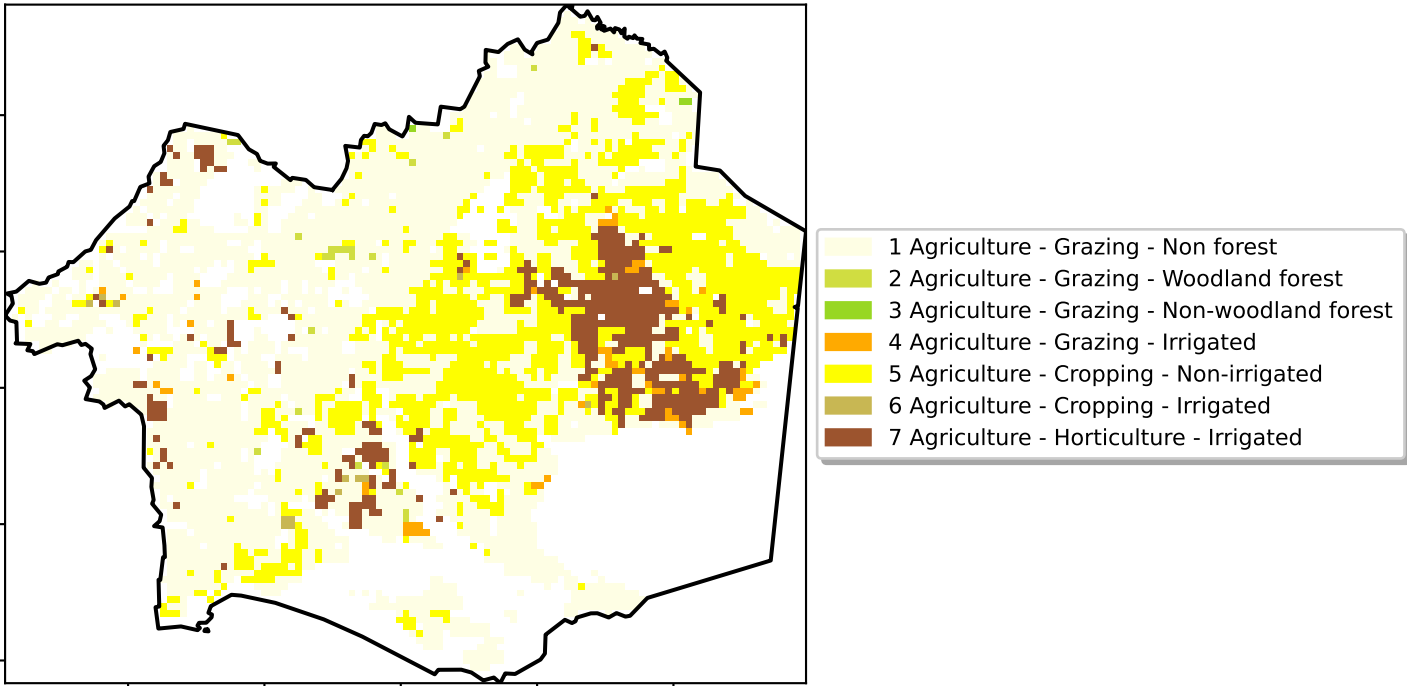 1 Agriculture - Grazing - Non forest
2 Agriculture - Grazing - Woodland forest
3 Agriculture - Grazing - Non-woodland forest
4 Agriculture - Grazing - Irrigated
5 Agriculture - Cropping - Non-irrigated
6 Agriculture - Cropping - Irrigated
7 Agriculture - Horticulture - Irrigated